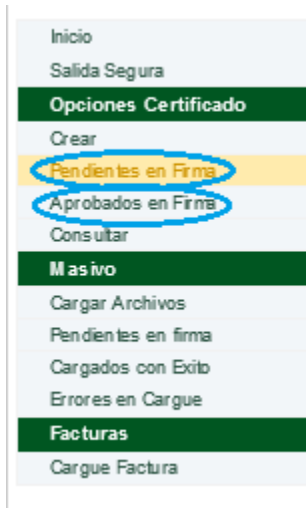 Inicio
Salida Segura
Opciones Certificado
Crear
Pendientes en Firma
Aprobados en Firma
Consultar
Masivo
Cargar Archivos
Pendientes en firma
Cargados con Exito
Errores en Cargue
Facturas
Cargue Factura